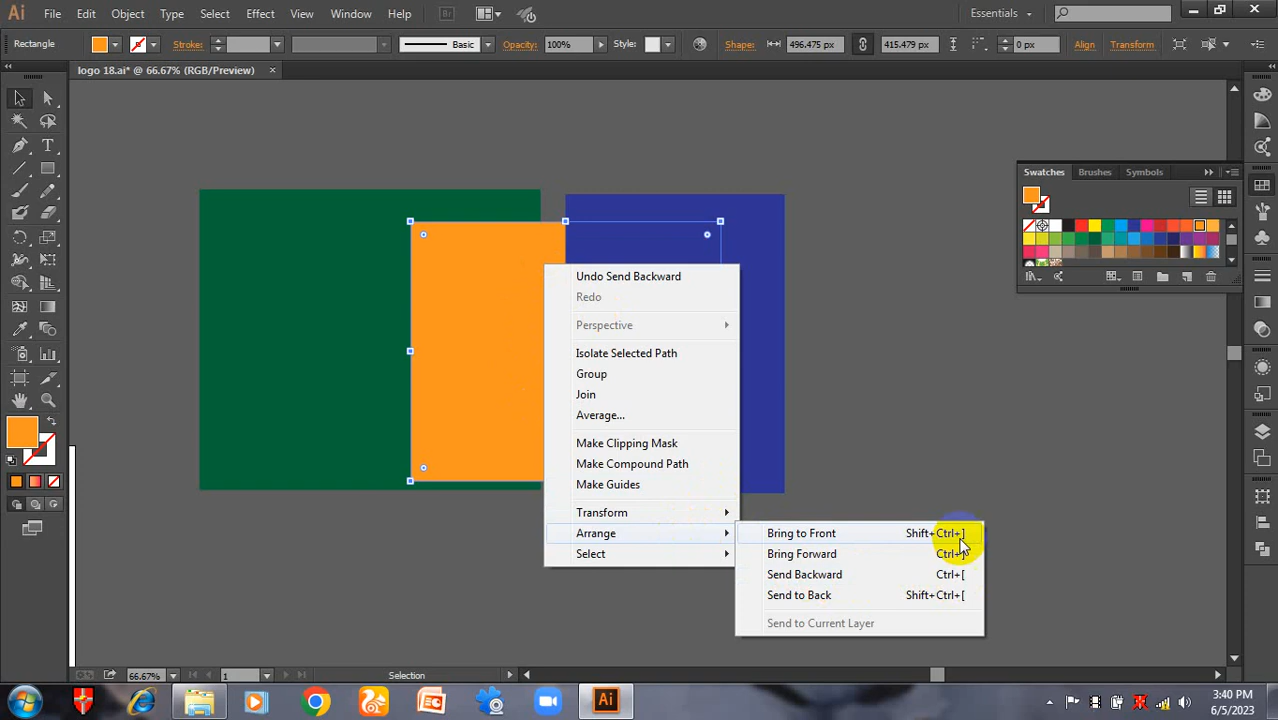 Ai File Edit Object Type Select Effect View Window Help Br Essentials
Rectangle Stroke: Basic Opacity: 100% Style: Shape: 496.475 px 415.479 px 0 px Align Transform
logo 18.ai* @ 66.67% (RGB/Preview)
Swatches Brushes Symbols
Undo Send Backward
Redo
Perspective
Isolate Selected Path
Group
Join
Average...
Make Clipping Mask
Make Compound Path
Make Guides
Transform
Arrange
Select
Bring to Front Shift+Ctrl+]
Bring Forward Ctrl+]
Send Backward Ctrl+[
Send to Back Shift+Ctrl+[
Send to Current Layer
66.67% 1 Selection
Ai
3:40 PM
6/5/2023